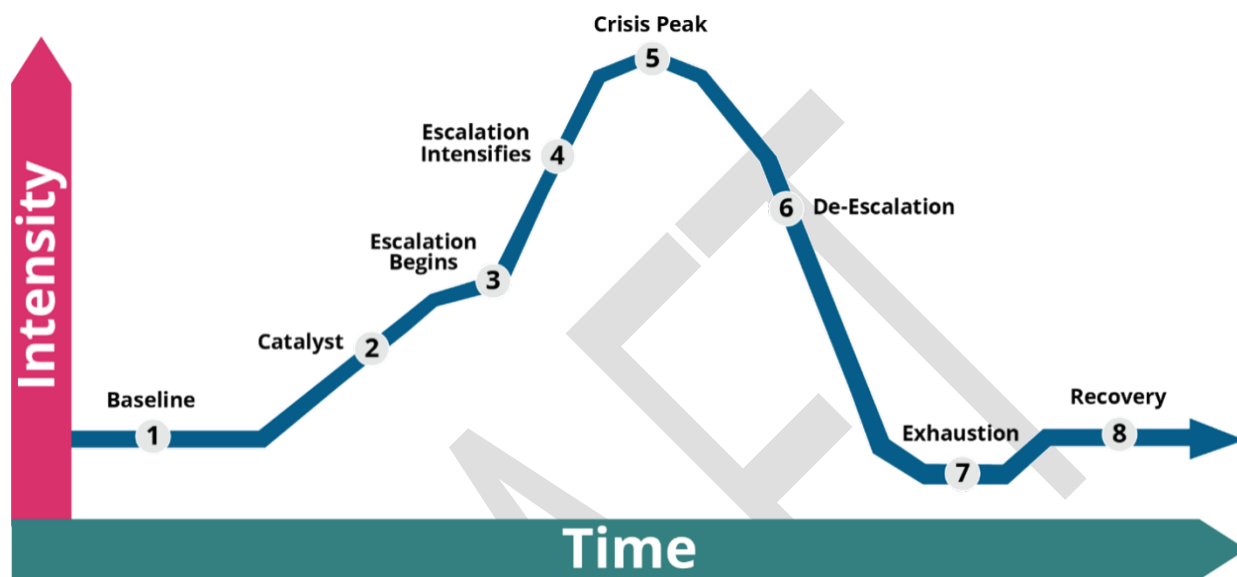 Crisis Peak
5
Escalation
Intensifies
4
6
De-Escalation
Escalation
Begins
3
Catalyst
2
Baseline
1
Exhaustion
7
Recovery
8
Intensity
Time